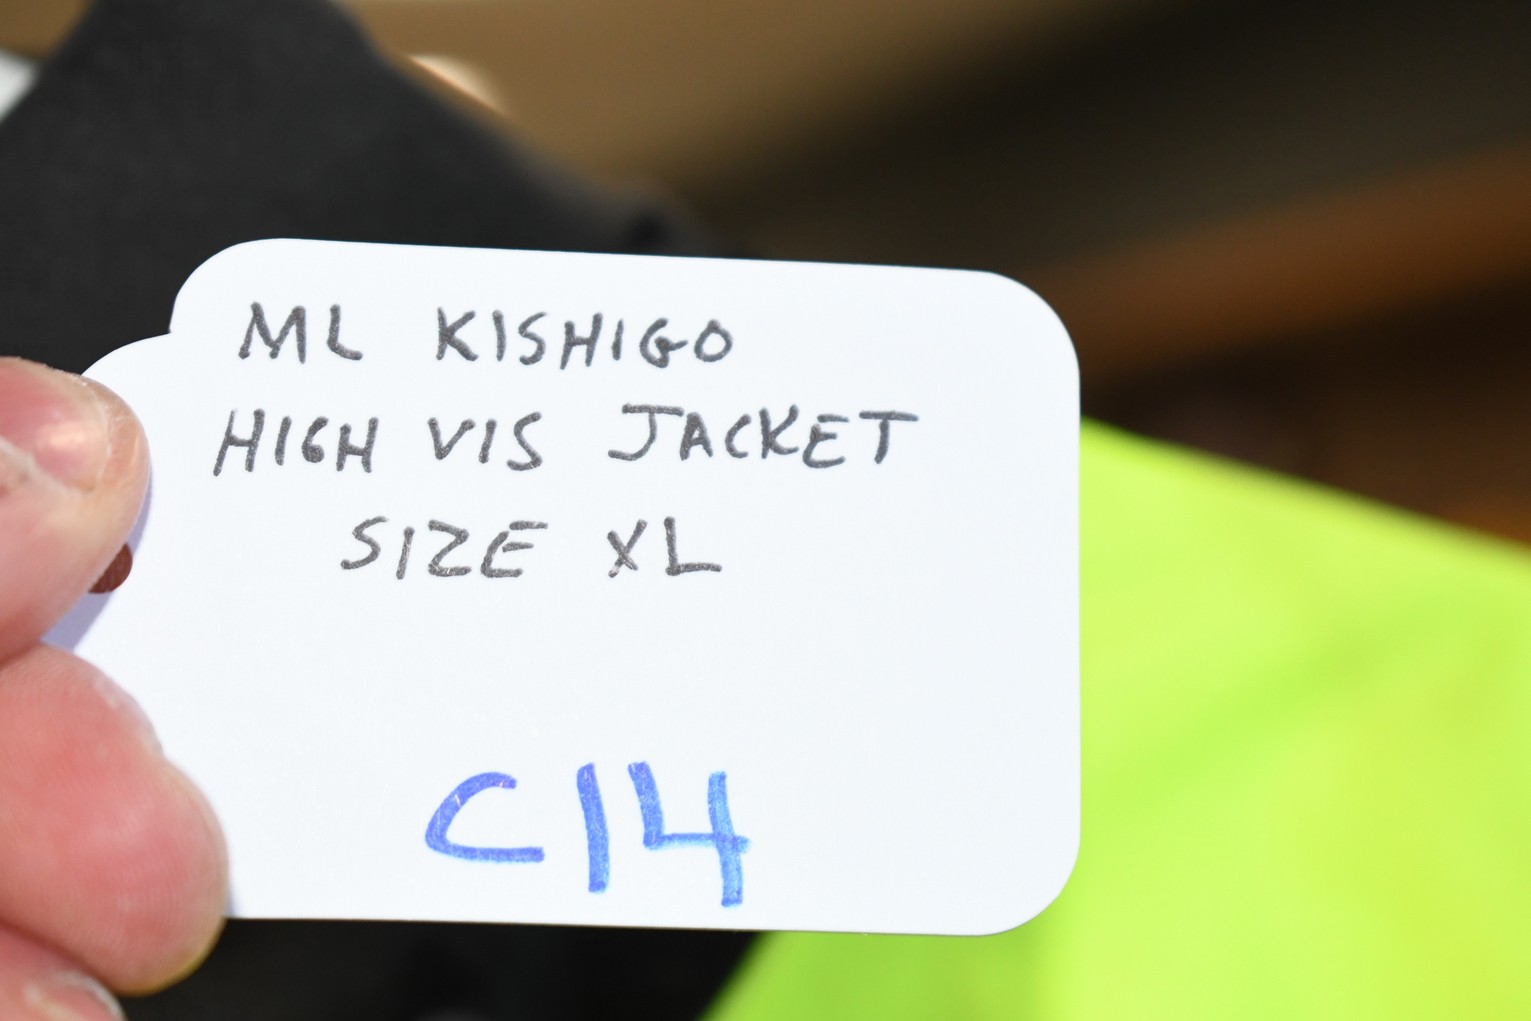 ML KISHIGO
HIGH VIS JACKET
SIZE XL
C14